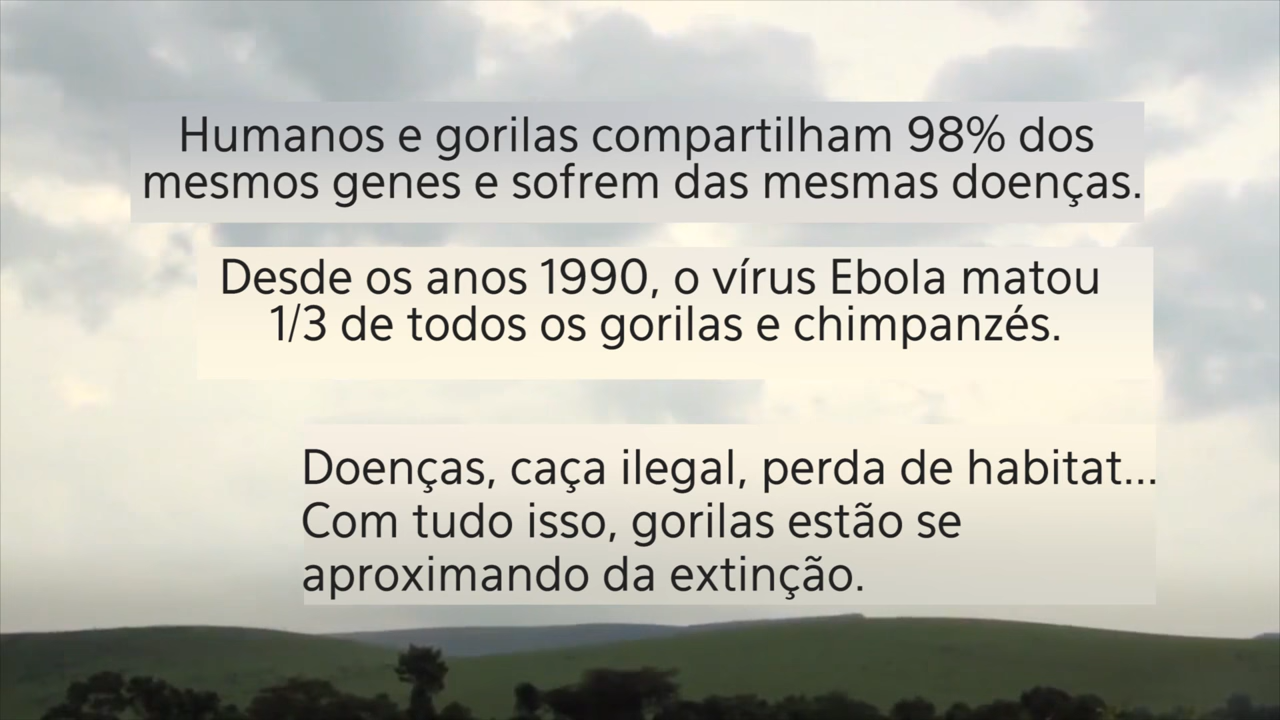 Humanos e gorilas compartilham 98% dos
mesmos genes e sofrem das mesmas doenças.
Desde os anos 1990, o vírus Ebola matou
1/3 de todos os gorilas e chimpanzés.
Doenças, caça ilegal, perda de habitat...
Com tudo isso, gorilas estão se
aproximando da extinção.